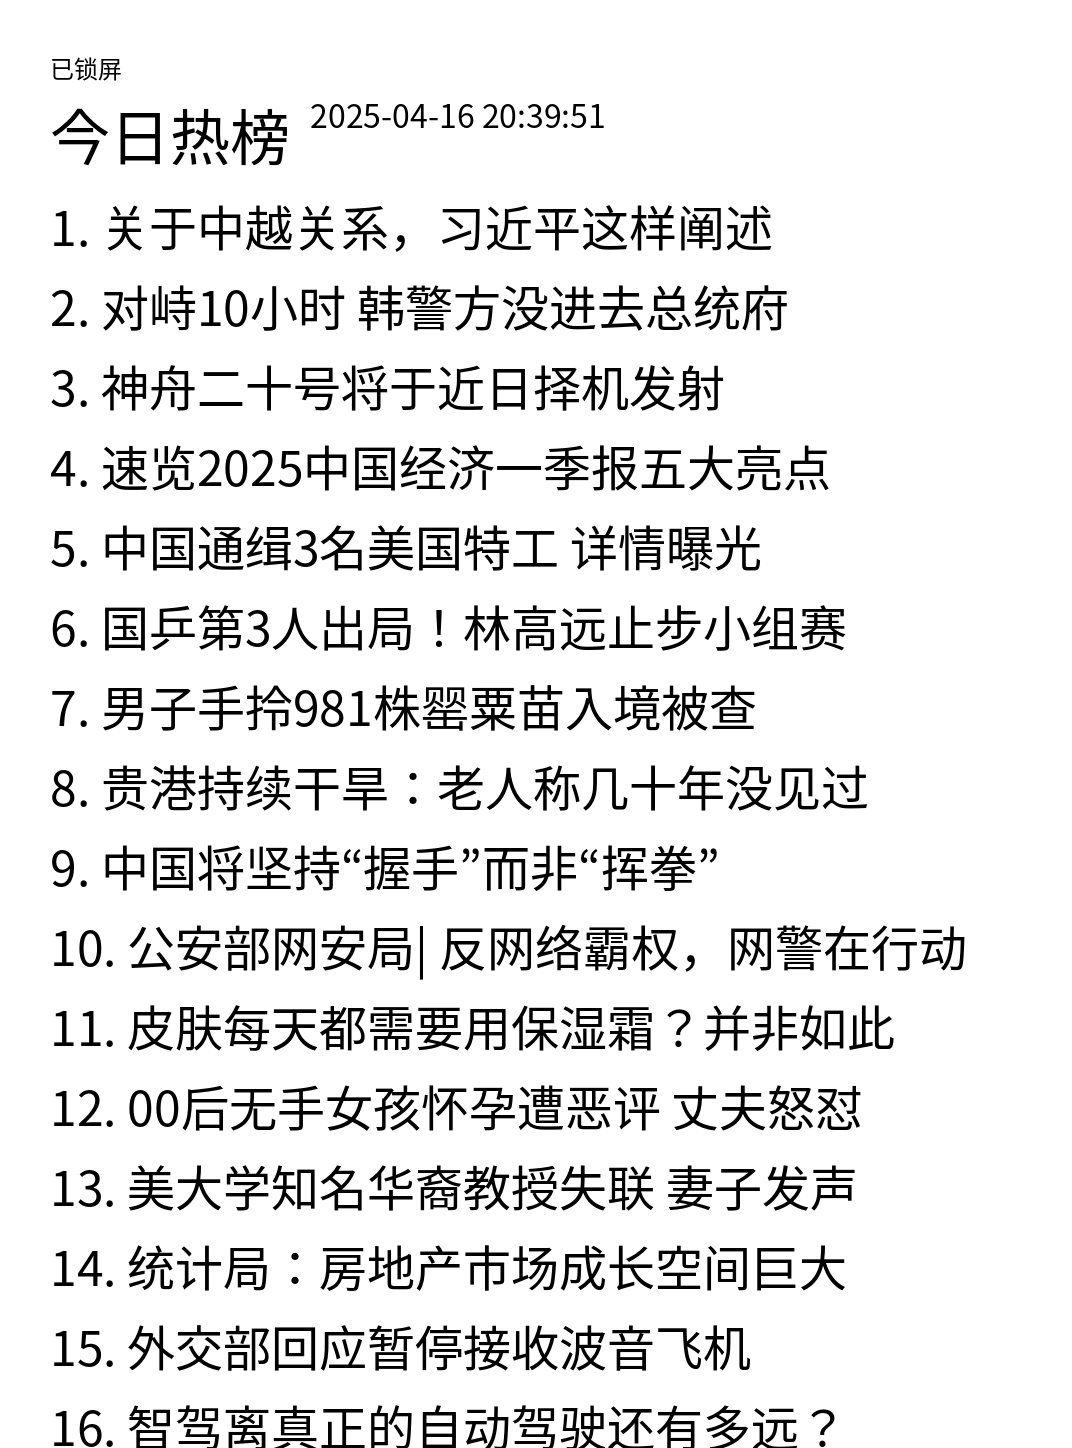 已锁屏
今日热榜 2025-04-16 20:39:51
1. 关于中越关系，习近平这样阐述
2. 对峙10小时 韩警方没进去总统府
3. 神舟二十号将于近日择机发射
4. 速览2025中国经济一季报五大亮点
5. 中国通缉3名美国特工 详情曝光
6. 国乒第3人出局！林高远止步小组赛
7. 男子手拎981株罂粟苗入境被查
8. 贵港持续干旱：老人称几十年没见过
9. 中国将坚持“握手”而非“挥拳”
10. 公安部网安局| 反网络霸权，网警在行动
11. 皮肤每天都需要用保湿霜？并非如此
12. 00后无手女孩怀孕遭恶评 丈夫怒怼
13. 美大学知名华裔教授失联 妻子发声
14. 统计局：房地产市场成长空间巨大
15. 外交部回应暂停接收波音飞机
16. 智驾离真正的自动驾驶还有多远？